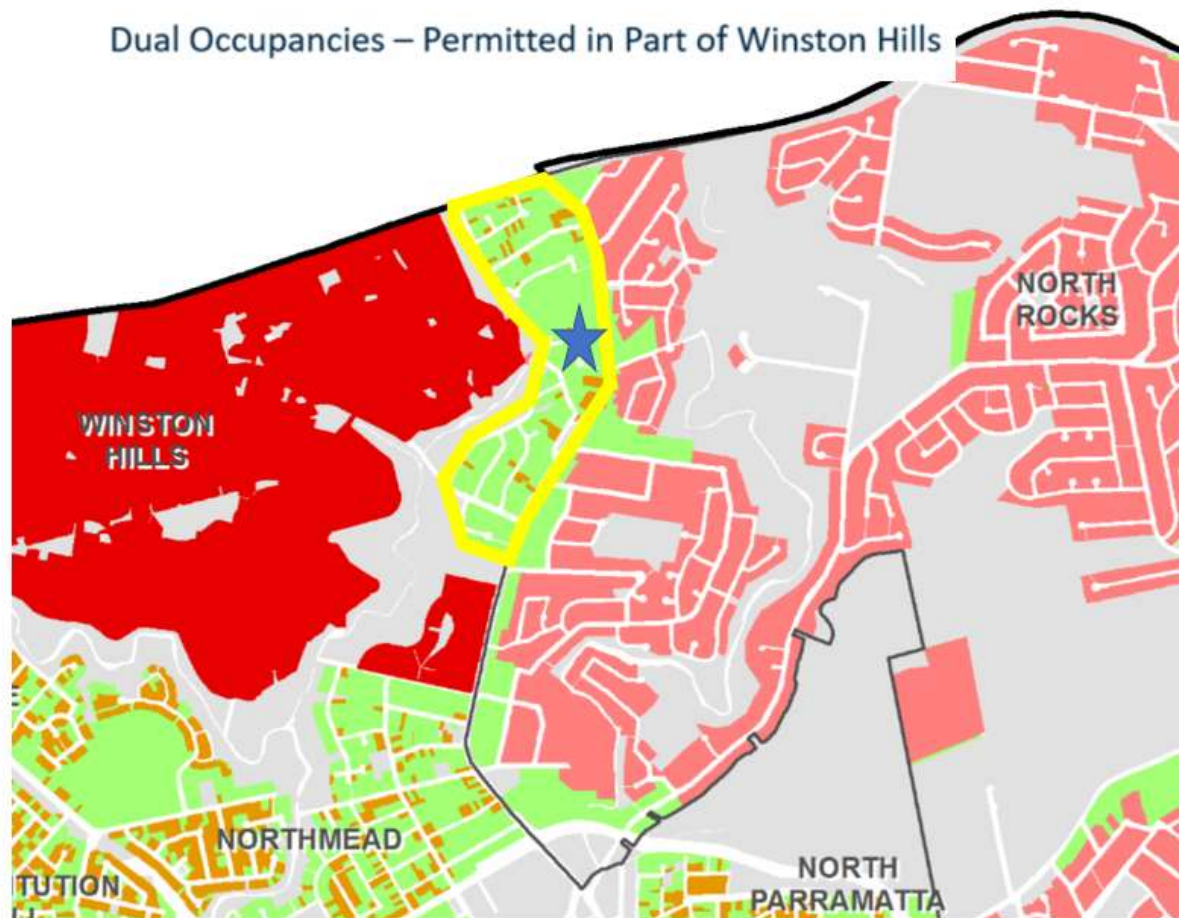 Dual Occupancies – Permitted in Part of Winston Hills
NORTH
ROCKS
WINSTON
HILLS
NORTHMEAD
TUTION
NORTH
PARRAMATTA